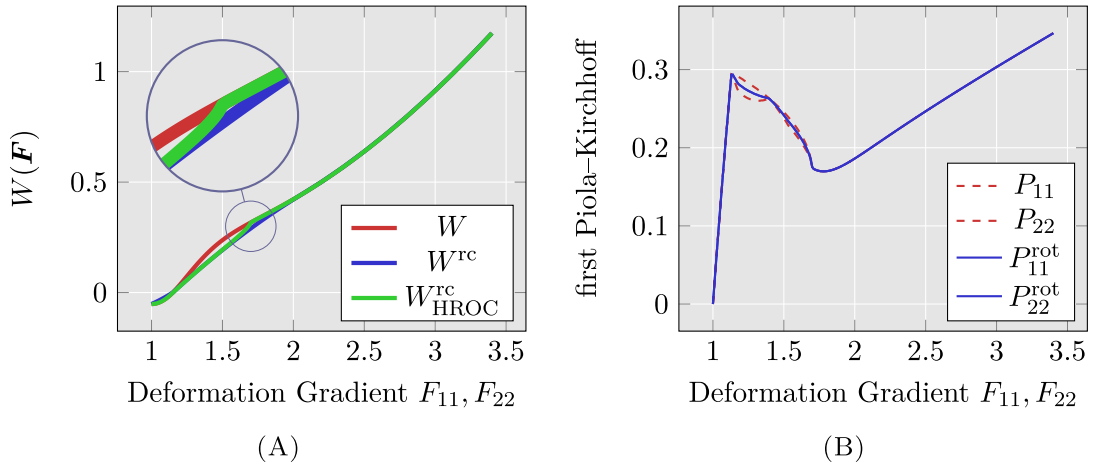 W(F)
1
0.5
0
1
1.5
2
2.5
3
3.5
W
W^rc
W^rc_HROC
Deformation Gradient F_11, F_22
(A)
first Piola–Kirchhoff
0.3
0.2
0.1
0
1
1.5
2
2.5
3
3.5
P_11
P_22
P^rot_11
P^rot_22
Deformation Gradient F_11, F_22
(B)